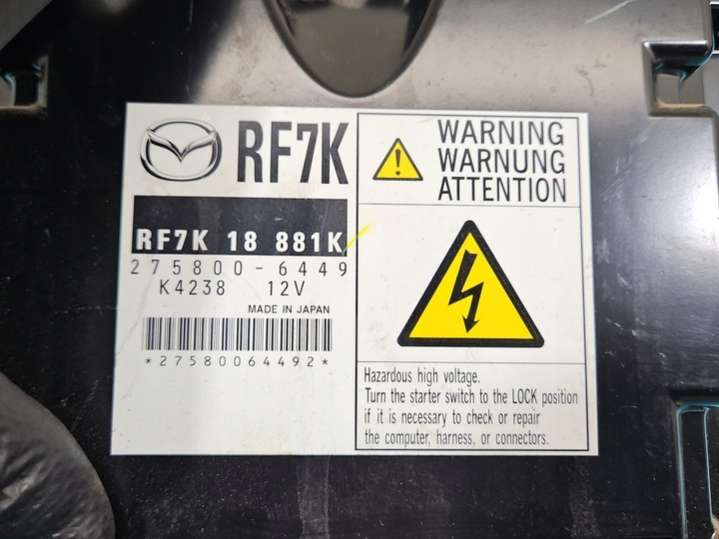 RF7K
RF7K 18 881K
275800-6449
K4238 12V
MADE IN JAPAN
*27580064492*
WARNING
WARNUNG
ATTENTION
Hazardous high voltage.
Turn the starter switch to the LOCK position
if it is necessary to check or repair
the computer, harness, or connectors.